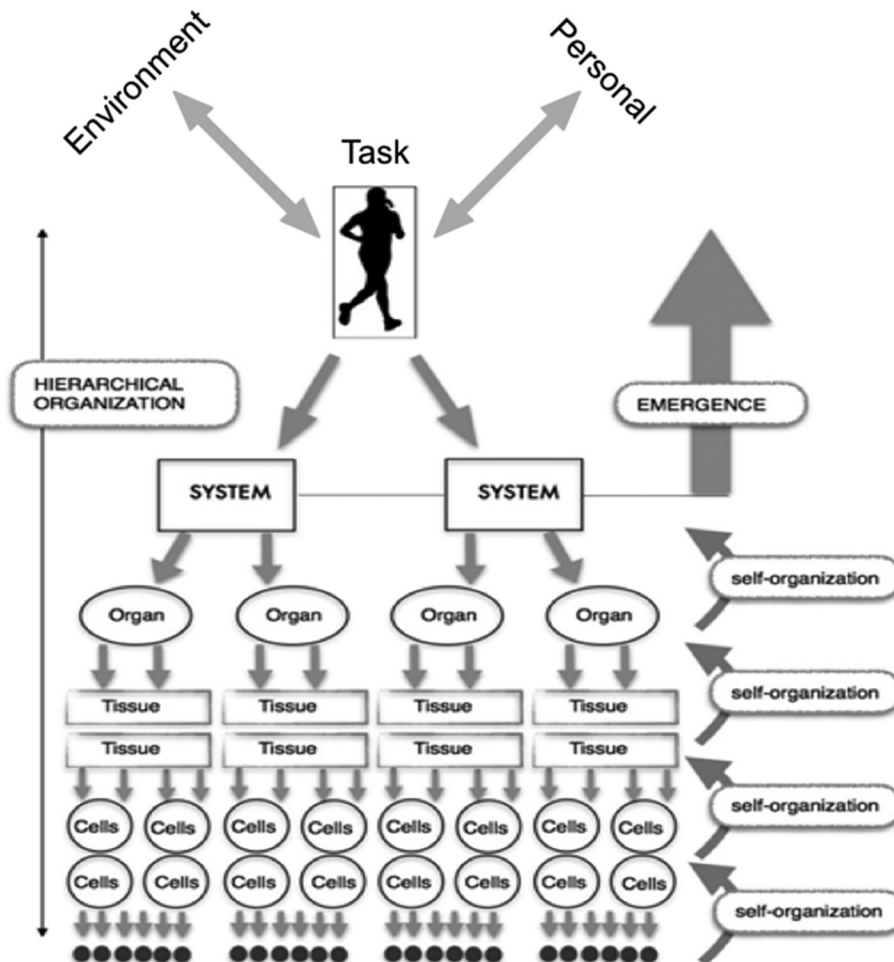 Environment
Personal
Task
HIERARCHICAL
ORGANIZATION
EMERGENCE
SYSTEM SYSTEM
self-organization
Organ Organ Organ Organ
self-organization
Tissue Tissue Tissue Tissue
Tissue Tissue Tissue Tissue
self-organization
Cells Cells Cells Cells Cells Cells Cells Cells
Cells Cells Cells Cells Cells Cells Cells Cells
self-organization